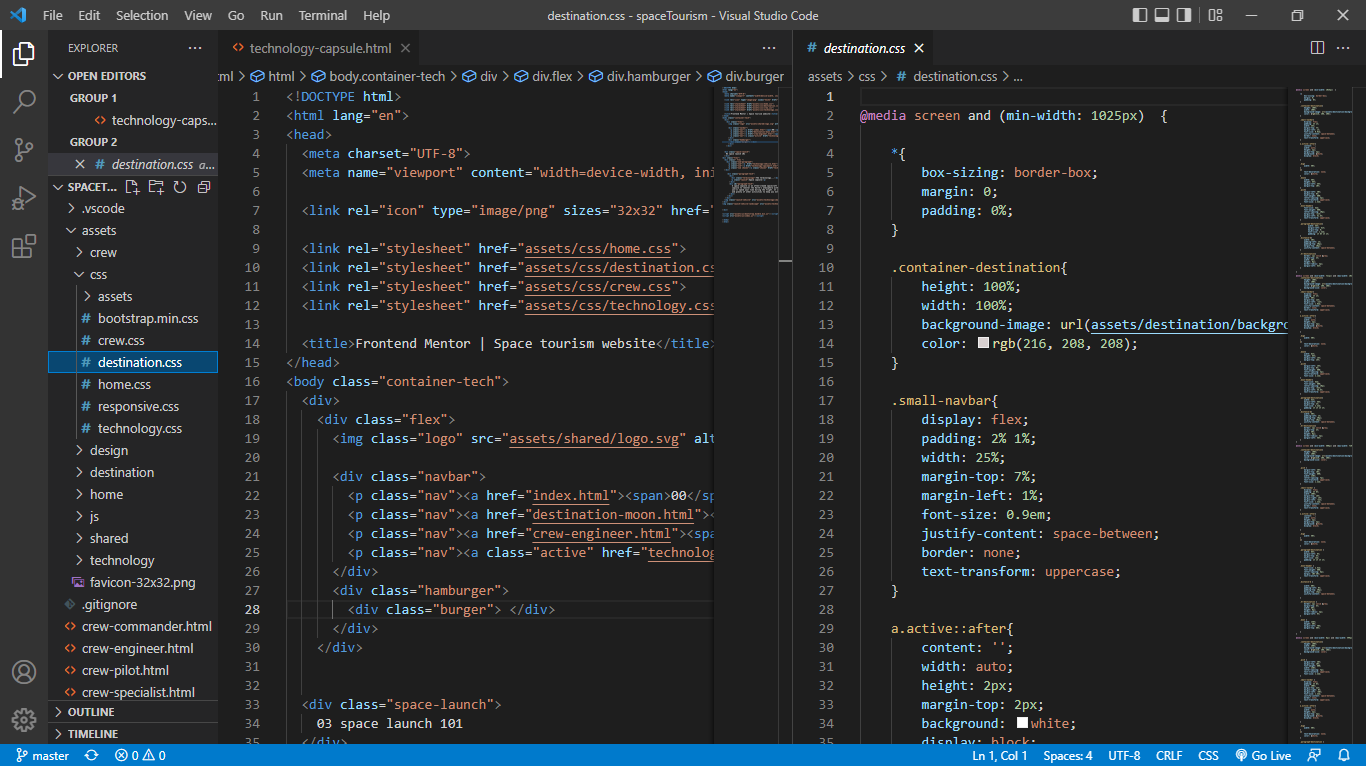 File Edit Selection View Go Run Terminal Help
destination.css - spaceTourism - Visual Studio Code
EXPLORER
OPEN EDITORS
GROUP 1
technology-caps...
GROUP 2
# destination.css a...
SPACET...
.vscode
assets
crew
css
assets
# bootstrap.min.css
# crew.css
# destination.css
# home.css
# responsive.css
# technology.css
design
destination
home
js
shared
technology
favicon-32x32.png
.gitignore
crew-commander.html
crew-engineer.html
crew-pilot.html
crew-specialist.html
OUTLINE
TIMELINE
technology-capsule.html
ml > html > body.container-tech > div > div.flex > div.hamburger > div.burger
1 <!DOCTYPE html>
2 <html lang="en">
3 <head>
4 <meta charset="UTF-8">
5 <meta name="viewport" content="width=device-width, ini
6
7 <link rel="icon" type="image/png" sizes="32x32" href="
8
9 <link rel="stylesheet" href="assets/css/home.css">
10 <link rel="stylesheet" href="assets/css/destination.cs
11 <link rel="stylesheet" href="assets/css/crew.css">
12 <link rel="stylesheet" href="assets/css/technology.css
13
14 <title>Frontend Mentor | Space tourism website</title>
15 </head>
16 <body class="container-tech">
17 <div>
18 <div class="flex">
19 <img class="logo" src="assets/shared/logo.svg" alt
20
21 <div class="navbar">
22 <p class="nav"><a href="index.html"><span>00</sp
23 <p class="nav"><a href="destination-moon.html"><
24 <p class="nav"><a href="crew-engineer.html"><spa
25 <p class="nav"><a class="active" href="technolog
26 </div>
27 <div class="hamburger">
28 <div class="burger"> </div>
29 </div>
30 </div>
31
32
33 <div class="space-launch">
34 03 space launch 101
35 </div>
# destination.css
assets > css > # destination.css > ...
1
2 @media screen and (min-width: 1025px)  {
3
4 *{
5 box-sizing: border-box;
6 margin: 0;
7 padding: 0%;
8 }
9
10 .container-destination{
11 height: 100%;
12 width: 100%;
13 background-image: url(assets/destination/backgro
14 color: rgb(216, 208, 208);
15 }
16
17 .small-navbar{
18 display: flex;
19 padding: 2% 1%;
20 width: 25%;
21 margin-top: 7%;
22 margin-left: 1%;
23 font-size: 0.9em;
24 justify-content: space-between;
25 border: none;
26 text-transform: uppercase;
27 }
28
29 a.active::after{
30 content: '';
31 width: auto;
32 height: 2px;
33 margin-top: 2px;
34 background: white;
35 display: block;
master 0 0 Ln 1, Col 1 Spaces: 4 UTF-8 CRLF CSS Go Live